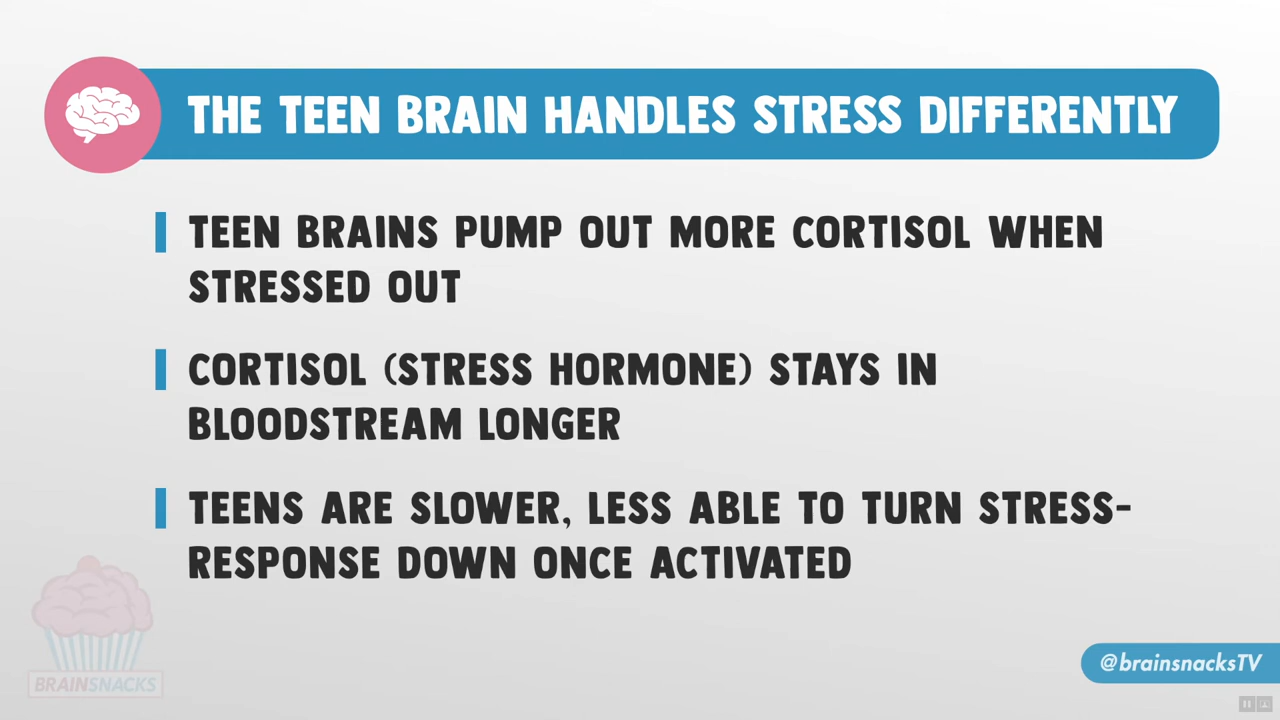 THE TEEN BRAIN HANDLES STRESS DIFFERENTLY
TEEN BRAINS PUMP OUT MORE CORTISOL WHEN
STRESSED OUT
CORTISOL (STRESS HORMONE) STAYS IN
BLOODSTREAM LONGER
TEENS ARE SLOWER, LESS ABLE TO TURN STRESS-
RESPONSE DOWN ONCE ACTIVATED
BRAINSNACKS
@brainsnacksTV